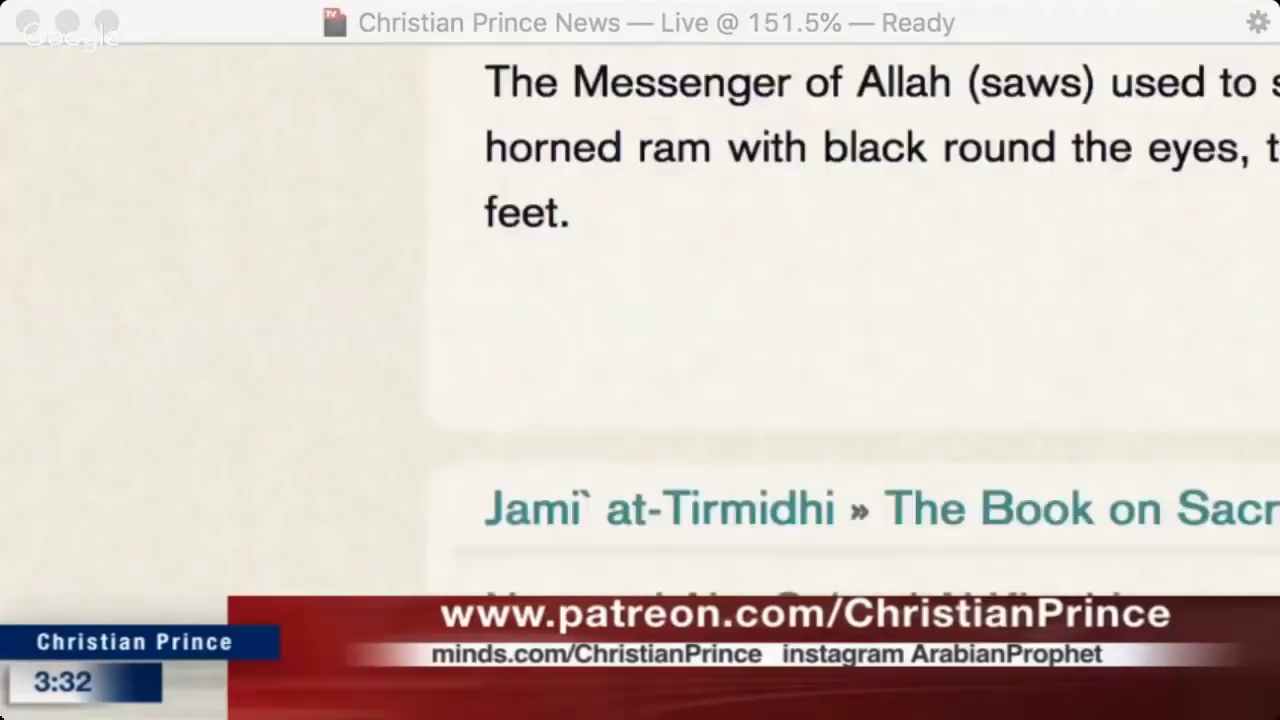 Christian Prince News — Live @ 151.5% — Ready
Google
The Messenger of Allah (saws) used to
horned ram with black round the eyes,
feet.
Jami` at-Tirmidhi » The Book on
www.patreon.com/ChristianPrince
Christian Prince
minds.com/ChristianPrince instagram ArabianProphet
3:32